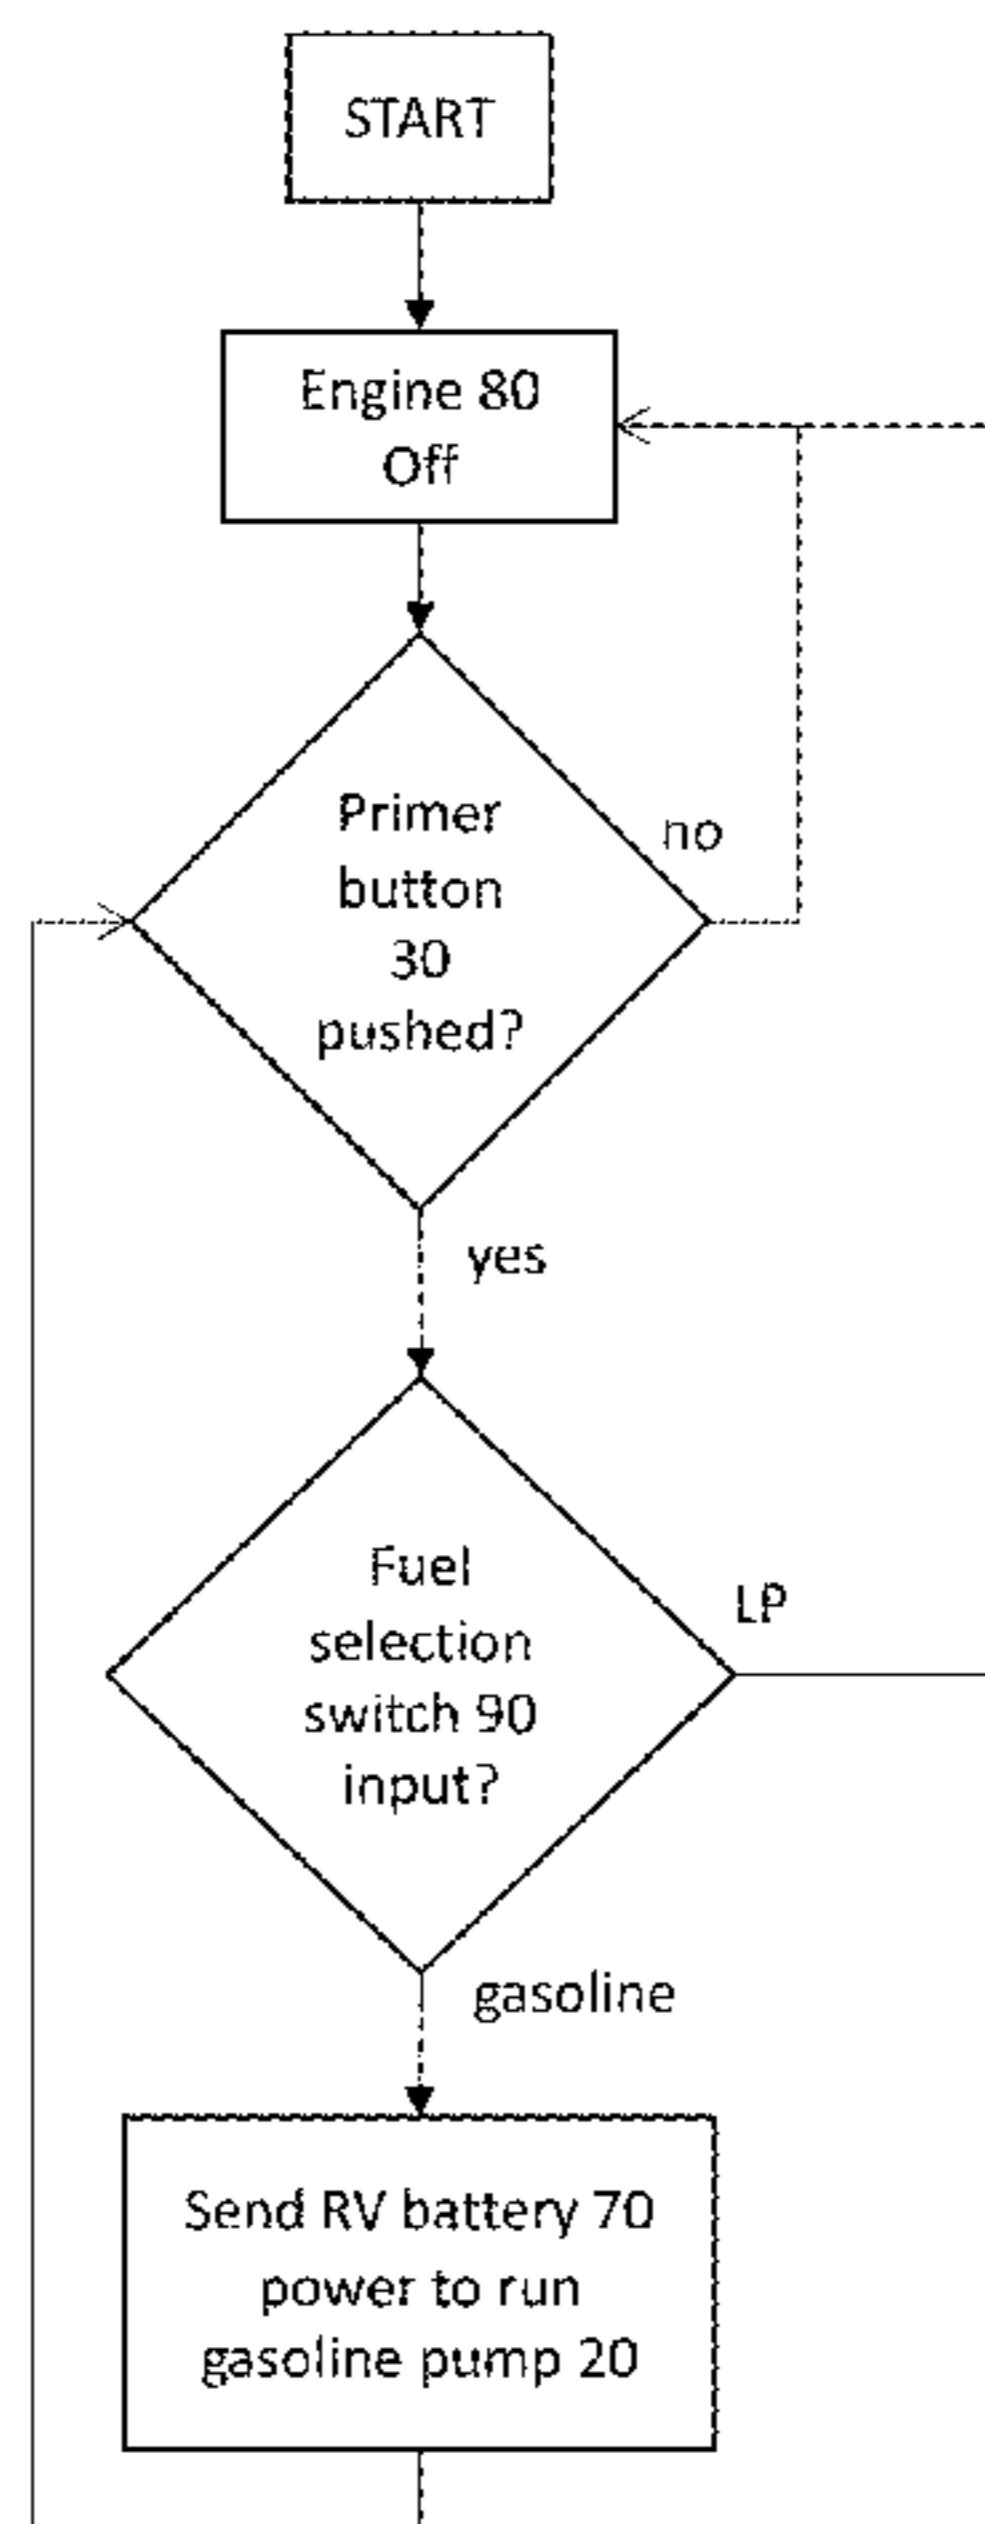 START
Engine 80
Off
Primer
button
30
pushed?
no
yes
Fuel
selection
switch 90
input?
LP
gasoline
Send RV battery 70
power to run
gasoline pump 20